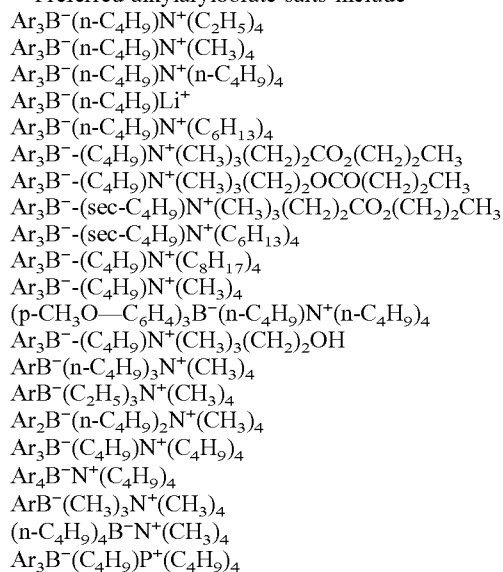 Preferred alkylarylborate salts include
Ar₃B⁻(n-C₄H₉)N⁺(C₂H₅)₄
Ar₃B⁻(n-C₄H₉)N⁺(CH₃)₄
Ar₃B⁻(n-C₄H₉)N⁺(n-C₄H₉)₄
Ar₃B⁻(n-C₄H₉)Li⁺
Ar₃B⁻(n-C₄H₉)N⁺(C₆H₁₃)₄
Ar₃B⁻-(C₄H₉)N⁺(CH₃)₃(CH₂)₂CO₂(CH₂)₂CH₃
Ar₃B⁻-(C₄H₉)N⁺(CH₃)₃(CH₂)₂OCO(CH₂)₂CH₃
Ar₃B⁻-(sec-C₄H₉)N⁺(CH₃)₃(CH₂)₂CO₂(CH₂)₂CH₃
Ar₃B⁻-(sec-C₄H₉)N⁺(C₆H₁₃)₄
Ar₃B⁻-(C₄H₉)N⁺(C₈H₁₇)₄
Ar₃B⁻-(C₄H₉)N⁺(CH₃)₄
(p-CH₃O—C₆H₄)₃B⁻(n-C₄H₉)N⁺(n-C₄H₉)₄
Ar₃B⁻-(C₄H₉)N⁺(CH₃)₃(CH₂)₂OH
ArB⁻(n-C₄H₉)₃N⁺(CH₃)₄
ArB⁻(C₂H₅)₃N⁺(CH₃)₄
Ar₂B⁻(n-C₄H₉)₂N⁺(CH₃)₄
Ar₃B⁻(C₄H₉)N⁺(C₄H₉)₄
Ar₄B⁻N⁺(C₄H₉)₄
ArB⁻(CH₃)₃N⁺(CH₃)₄
(n-C₄H₉)₄B⁻N⁺(CH₃)₄
Ar₃B⁻(C₄H₉)P⁺(C₄H₉)₄